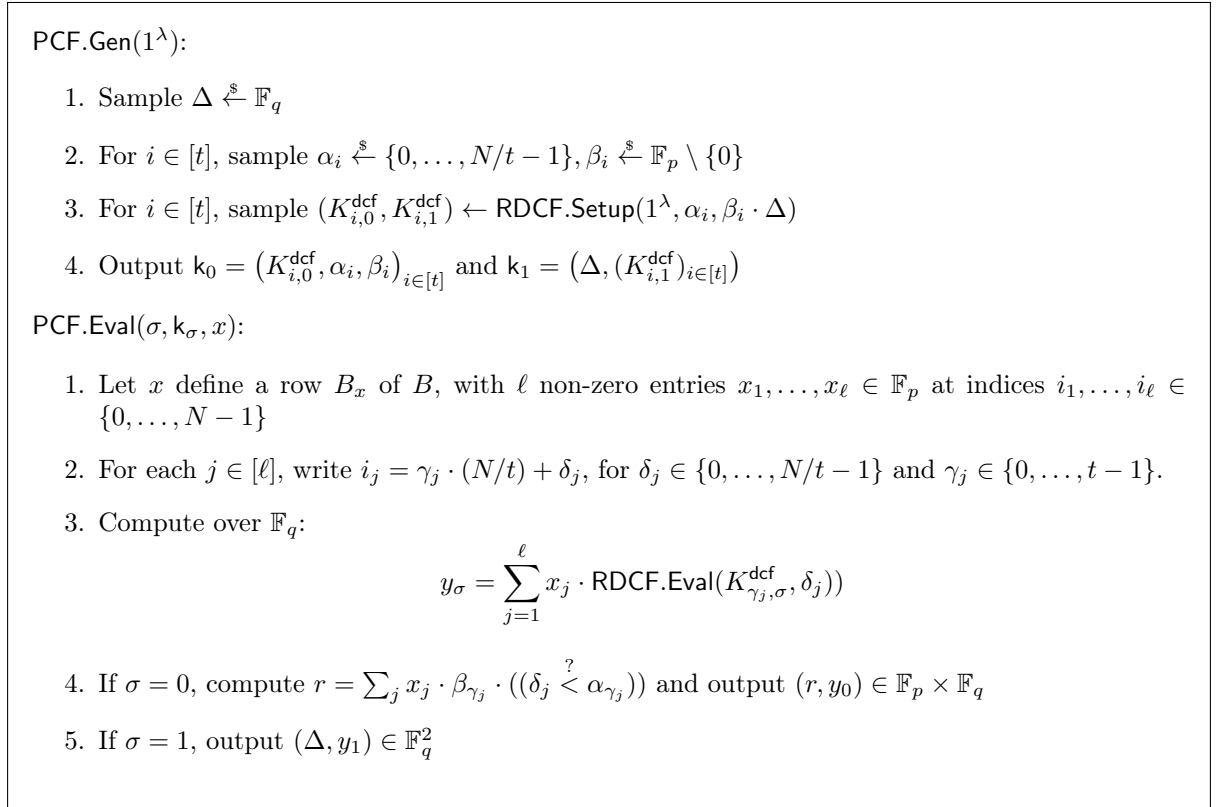 PCF.Gen(1^λ):
1. Sample Δ ←$ 𝔽_q
2. For i ∈ [t], sample α_i ←$ {0, . . . , N/t − 1}, β_i ←$ 𝔽_p \ {0}
3. For i ∈ [t], sample (K^dcf_{i,0}, K^dcf_{i,1}) ← RDCF.Setup(1^λ, α_i, β_i · Δ)
4. Output k_0 = (K^dcf_{i,0}, α_i, β_i)_{i∈[t]} and k_1 = (Δ, (K^dcf_{i,1})_{i∈[t]})
PCF.Eval(σ, k_σ, x):
1. Let x define a row B_x of B, with ℓ non-zero entries x_1, . . . , x_ℓ ∈ 𝔽_p at indices i_1, . . . , i_ℓ ∈
{0, . . . , N − 1}
2. For each j ∈ [ℓ], write i_j = γ_j · (N/t) + δ_j, for δ_j ∈ {0, . . . , N/t − 1} and γ_j ∈ {0, . . . , t − 1}.
3. Compute over 𝔽_q:
y_σ = ∑_{j=1}^{ℓ} x_j · RDCF.Eval(K^dcf_{γ_j,σ}, δ_j))
4. If σ = 0, compute r = ∑_j x_j · β_{γ_j} · ((δ_j <^? α_{γ_j})) and output (r, y_0) ∈ 𝔽_p × 𝔽_q
5. If σ = 1, output (Δ, y_1) ∈ 𝔽_q^2